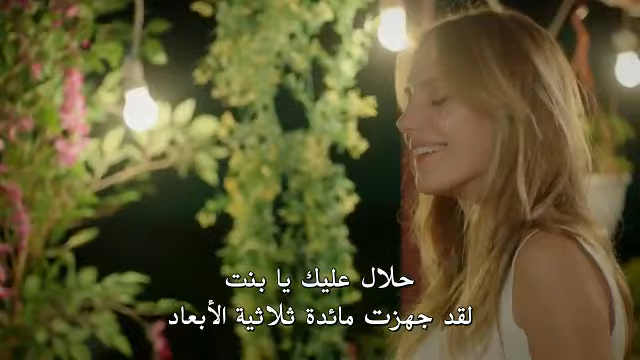 حلال عليك يا بنت
لقد جهزت مائدة ثلاثية الأبعاد